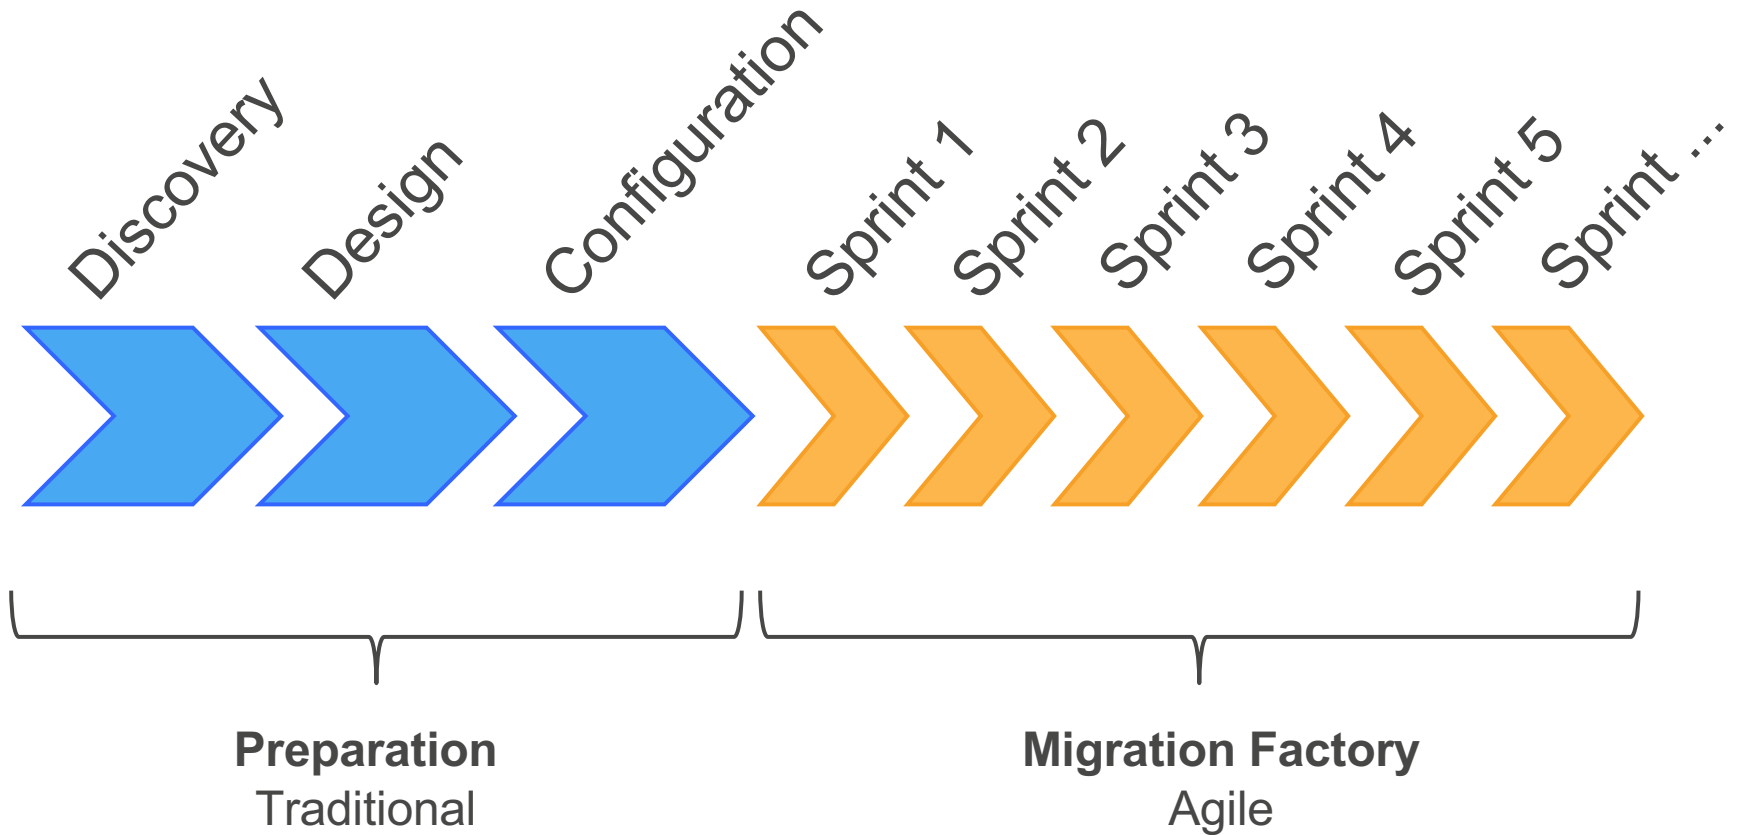 Discovery
Design
Configuration
Sprint 1
Sprint 2
Sprint 3
Sprint 4
Sprint 5
Sprint ...
Preparation
Traditional
Migration Factory
Agile